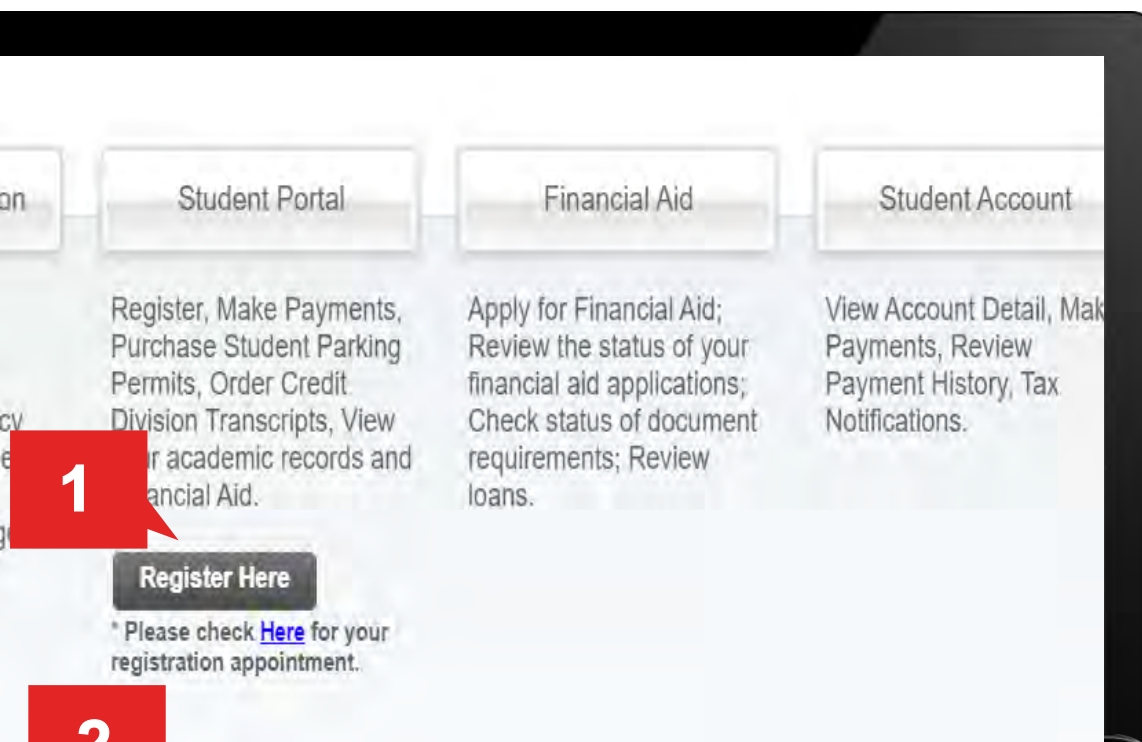 on
Student Portal
Financial Aid
Student Account
Register, Make Payments,
Purchase Student Parking
Permits, Order Credit
Division Transcripts, View
r academic records and
ancial Aid.
Apply for Financial Aid;
Review the status of your
financial aid applications;
Check status of document
requirements; Review
loans.
View Account Detail, Mak
Payments, Review
Payment History, Tax
Notifications.
cy
1
Register Here
* Please check Here for your
registration appointment.
2